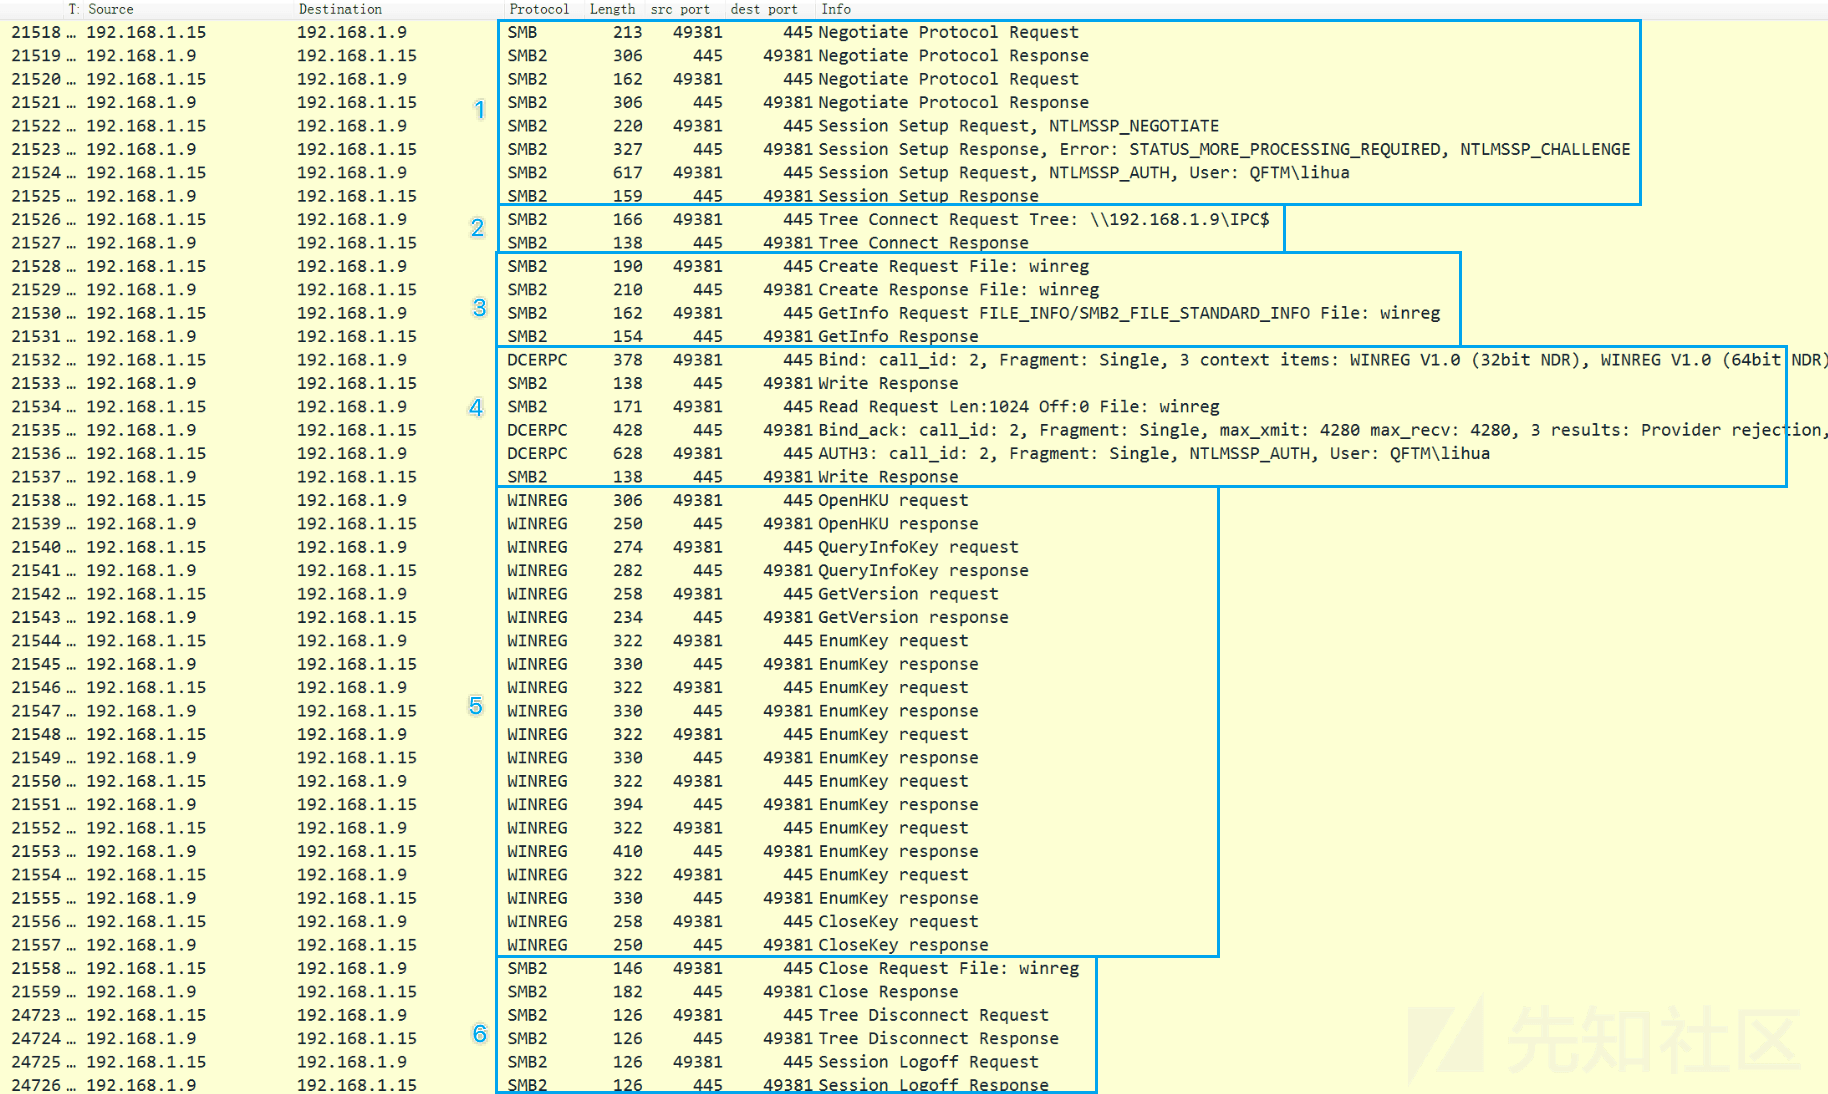 T: Source Destination Protocol Length src port dest port Info
21518 … 192.168.1.15 192.168.1.9 SMB 213 49381 445 Negotiate Protocol Request
21519 … 192.168.1.9 192.168.1.15 SMB2 306 445 49381 Negotiate Protocol Response
21520 … 192.168.1.15 192.168.1.9 SMB2 162 49381 445 Negotiate Protocol Request
21521 … 192.168.1.9 192.168.1.15 SMB2 306 445 49381 Negotiate Protocol Response
1
21522 … 192.168.1.15 192.168.1.9 SMB2 220 49381 445 Session Setup Request, NTLMSSP_NEGOTIATE
21523 … 192.168.1.9 192.168.1.15 SMB2 327 445 49381 Session Setup Response, Error: STATUS_MORE_PROCESSING_REQUIRED, NTLMSSP_CHALLENGE
21524 … 192.168.1.15 192.168.1.9 SMB2 617 49381 445 Session Setup Request, NTLMSSP_AUTH, User: QFTM\lihua
21525 … 192.168.1.9 192.168.1.15 SMB2 159 445 49381 Session Setup Response
21526 … 192.168.1.15 192.168.1.9 SMB2 166 49381 445 Tree Connect Request Tree: \\192.168.1.9\IPC$
2
21527 … 192.168.1.9 192.168.1.15 SMB2 138 445 49381 Tree Connect Response
21528 … 192.168.1.15 192.168.1.9 SMB2 190 49381 445 Create Request File: winreg
21529 … 192.168.1.9 192.168.1.15 SMB2 210 445 49381 Create Response File: winreg
3
21530 … 192.168.1.15 192.168.1.9 SMB2 162 49381 445 GetInfo Request FILE_INFO/SMB2_FILE_STANDARD_INFO File: winreg
21531 … 192.168.1.9 192.168.1.15 SMB2 154 445 49381 GetInfo Response
21532 … 192.168.1.15 192.168.1.9 DCERPC 378 49381 445 Bind: call_id: 2, Fragment: Single, 3 context items: WINREG V1.0 (32bit NDR), WINREG V1.0 (64bit NDR)
21533 … 192.168.1.9 192.168.1.15 SMB2 138 445 49381 Write Response
21534 … 192.168.1.15 192.168.1.9 SMB2 171 49381 445 Read Request Len:1024 Off:0 File: winreg
4
21535 … 192.168.1.9 192.168.1.15 DCERPC 428 445 49381 Bind_ack: call_id: 2, Fragment: Single, max_xmit: 4280 max_recv: 4280, 3 results: Provider rejection,
21536 … 192.168.1.15 192.168.1.9 DCERPC 628 49381 445 AUTH3: call_id: 2, Fragment: Single, NTLMSSP_AUTH, User: QFTM\lihua
21537 … 192.168.1.9 192.168.1.15 SMB2 138 445 49381 Write Response
21538 … 192.168.1.15 192.168.1.9 WINREG 306 49381 445 OpenHKU request
21539 … 192.168.1.9 192.168.1.15 WINREG 250 445 49381 OpenHKU response
21540 … 192.168.1.15 192.168.1.9 WINREG 274 49381 445 QueryInfoKey request
21541 … 192.168.1.9 192.168.1.15 WINREG 282 445 49381 QueryInfoKey response
21542 … 192.168.1.15 192.168.1.9 WINREG 258 49381 445 GetVersion request
21543 … 192.168.1.9 192.168.1.15 WINREG 234 445 49381 GetVersion response
21544 … 192.168.1.15 192.168.1.9 WINREG 322 49381 445 EnumKey request
21545 … 192.168.1.9 192.168.1.15 WINREG 330 445 49381 EnumKey response
21546 … 192.168.1.15 192.168.1.9 WINREG 322 49381 445 EnumKey request
5
21547 … 192.168.1.9 192.168.1.15 WINREG 330 445 49381 EnumKey response
21548 … 192.168.1.15 192.168.1.9 WINREG 322 49381 445 EnumKey request
21549 … 192.168.1.9 192.168.1.15 WINREG 330 445 49381 EnumKey response
21550 … 192.168.1.15 192.168.1.9 WINREG 322 49381 445 EnumKey request
21551 … 192.168.1.9 192.168.1.15 WINREG 394 445 49381 EnumKey response
21552 … 192.168.1.15 192.168.1.9 WINREG 322 49381 445 EnumKey request
21553 … 192.168.1.9 192.168.1.15 WINREG 410 445 49381 EnumKey response
21554 … 192.168.1.15 192.168.1.9 WINREG 322 49381 445 EnumKey request
21555 … 192.168.1.9 192.168.1.15 WINREG 330 445 49381 EnumKey response
21556 … 192.168.1.15 192.168.1.9 WINREG 258 49381 445 CloseKey request
21557 … 192.168.1.9 192.168.1.15 WINREG 250 445 49381 CloseKey response
21558 … 192.168.1.15 192.168.1.9 SMB2 146 49381 445 Close Request File: winreg
21559 … 192.168.1.9 192.168.1.15 SMB2 182 445 49381 Close Response
24723 … 192.168.1.15 192.168.1.9 SMB2 126 49381 445 Tree Disconnect Request
6
24724 … 192.168.1.9 192.168.1.15 SMB2 126 445 49381 Tree Disconnect Response
24725 … 192.168.1.15 192.168.1.9 SMB2 126 49381 445 Session Logoff Request
24726 … 192.168.1.9 192.168.1.15 SMB2 126 445 49381 Session Logoff Response
先知社区